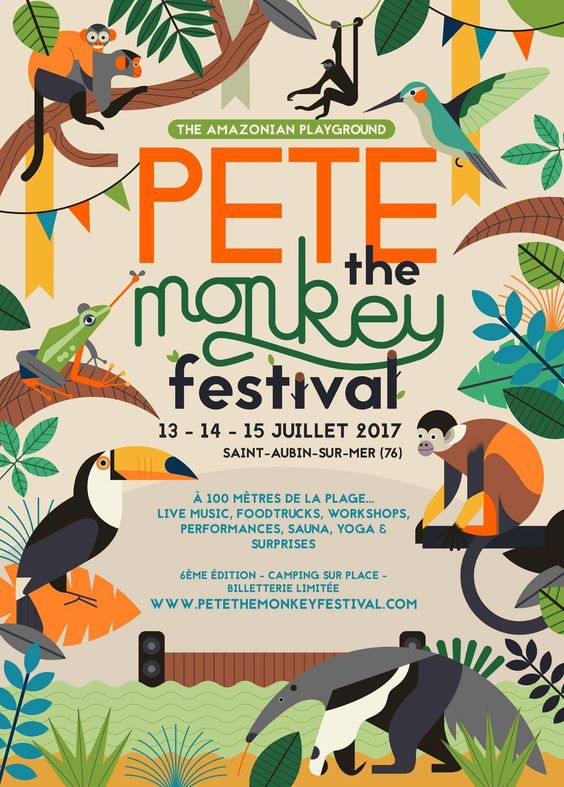 THE AMAZONIAN PLAYGROUND
PETE
the
monkey
festival
13 - 14 - 15 JUILLET 2017
SAINT-AUBIN-SUR-MER (76)
À 100 MÈTRES DE LA PLAGE...
LIVE MUSIC, FOODTRUCKS, WORKSHOPS,
PERFORMANCES, SAUNA, YOGA &
SURPRISES
6ÈME ÉDITION - CAMPING SUR PLACE -
BILLETTERIE LIMITÉE
WWW.PETETHEMONKEYFESTIVAL.COM